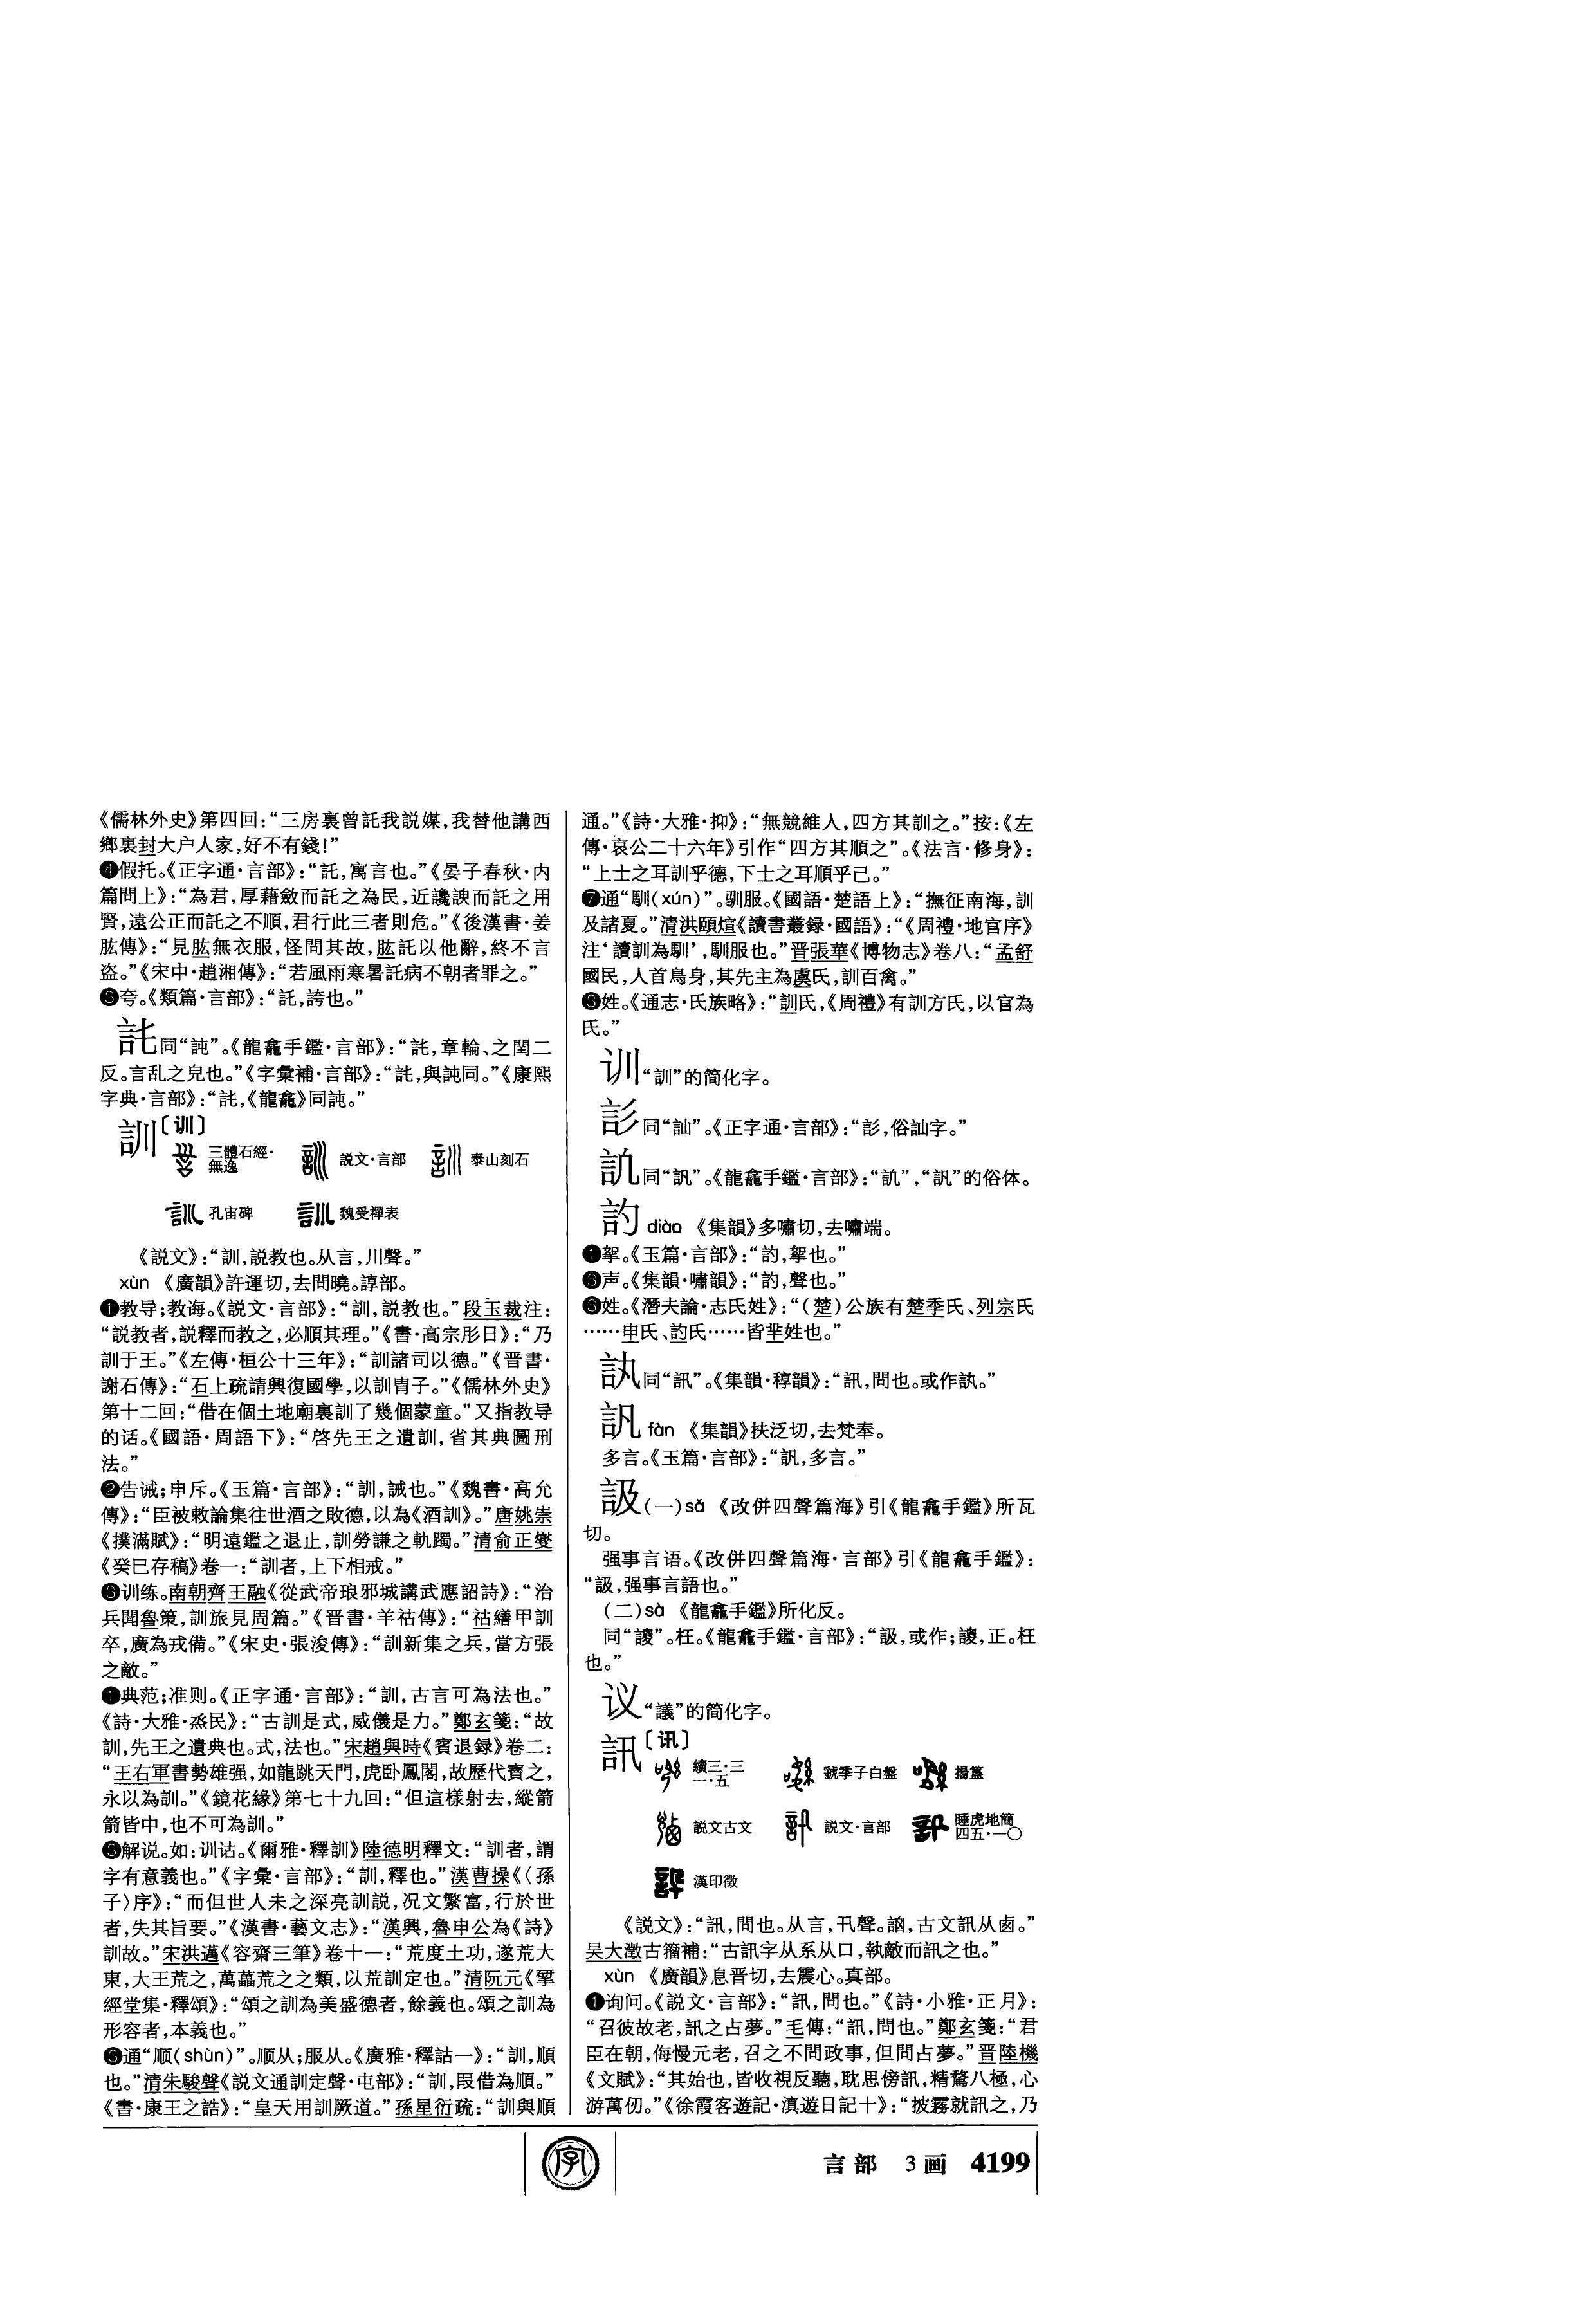 《儒林外史》第四回：“三房裏曾託我説媒，我替他講西
鄉裏封大户人家，好不有錢！”
❹假托。《正字通·言部》：“託，寓言也。”《晏子春秋·内
篇問上》：“為君，厚藉斂而託之為民，近讒諛而託之用
賢，遠公正而託之不順，君行此三者則危。”《後漢書·姜
肱傳》：“見肱無衣服，怪問其故，肱託以他辭，終不言
盗。”《宋中·趙湘傳》：“若風雨寒暑託病不朝者罪之。”
❺夸。《類篇·言部》：“託，誇也。”
同“訰”。《龍龕手鑑·言部》：“，章輪、之閏二
反。言乱之皃也。”《字彙補·言部》：“，與訰同。”《康熙
字典·言部》：“，《龍龕》同訰。”
訓〔训〕
三體石經·無逸 説文·言部 泰山刻石
孔宙碑 魏受禪表
《説文》：“訓，説教也。从言，川聲。”
xùn 《廣韻》許運切，去問曉。諄部。
❶教导；教诲。《説文·言部》：“訓，説教也。”段玉裁注：
“説教者，説釋而教之，必順其理。”《書·高宗肜日》：“乃
訓于王。”《左傳·桓公十三年》：“訓諸司以德。”《晋書·
謝石傳》：“石上疏請興復國學，以訓胄子。”《儒林外史》
第十二回：“借在個土地廟裏訓了幾個蒙童。”又指教导
的话。《國語·周語下》：“啓先王之遺訓，省其典圖刑
法。”
❷告诫；申斥。《玉篇·言部》：“訓，誡也。”《魏書·高允
傳》：“臣被敕論集往世酒之敗德，以為《酒訓》。”唐姚崇
《撲滿賦》：“明遠鑑之退止，訓勞謙之軌躅。”清俞正燮
《癸巳存稿》卷一：“訓者，上下相戒。”
❸训练。南朝齊王融《從武帝琅邪城講武應詔詩》：“治
兵聞魯策，訓旅見周篇。”《晋書·羊祜傳》：“祜繕甲訓
卒，廣為戎備。”《宋史·張浚傳》：“訓新集之兵，當方張
之敵。”
❶典范；准则。《正字通·言部》：“訓，古言可為法也。”
《詩·大雅·烝民》：“古訓是式，威儀是力。”鄭玄箋：“故
訓，先王之遺典也。式，法也。”宋趙與時《賓退録》卷二：
“王右軍書勢雄强，如龍跳天門，虎卧鳳閣，故歷代寶之，
永以為訓。”《鏡花緣》第七十九回：“但這樣射去，縱箭
箭皆中，也不可為訓。”
❸解说。如：训诂。《爾雅·釋訓》陸德明釋文：“訓者，謂
字有意義也。”《字彙·言部》：“訓，釋也。”漢曹操《〈孫
子〉序》：“而但世人未之深亮訓説，况文繁富，行於世
者，失其旨要。”《漢書·藝文志》：“漢興，魯申公為《詩》
訓故。”宋洪邁《容齋三筆》卷十一：“荒度土功，遂荒大
東，大王荒之，萬藟荒之之類，以荒訓定也。”清阮元《揅
經堂集·釋頌》：“頌之訓為美盛德者，餘義也。頌之訓為
形容者，本義也。”
❸通“顺（shùn）”。顺从；服从。《廣雅·釋詁一》：“訓，順
也。”清朱駿聲《説文通訓定聲·屯部》：“訓，叚借為順。”
《書·康王之誥》：“皇天用訓厥道。”孫星衍疏：“訓與順
通。”《詩·大雅·抑》：“無競維人，四方其訓之。”按：《左
傳·哀公二十六年》引作“四方其順之”。《法言·修身》：
“上士之耳訓乎德，下士之耳順乎己。”
❼通“馴（xún）”。驯服。《國語·楚語上》：“撫征南海，訓
及諸夏。”清洪頤煊《讀書叢録·國語》：“《周禮·地官序》
注‘讀訓為馴’，馴服也。”晋張華《博物志》卷八：“孟舒
國民，人首鳥身，其先主為虞氏，訓百禽。”
❸姓。《通志·氏族略》：“訓氏，《周禮》有訓方氏，以官為
氏。”
训“訓”的简化字。
同“訕”。《正字通·言部》：“，俗訕字。”
同“訉”。《龍龕手鑑·言部》：“”，“訉”的俗体。
訋 diào 《集韻》多嘯切，去嘯端。
❶挐。《玉篇·言部》：“訋，挐也。”
❸声。《集韻·嘯韻》：“訋，聲也。”
❸姓。《潛夫論·志氏姓》：“（楚）公族有楚季氏、列宗氏
……申氏、訋氏……皆芈姓也。”
訙同“訊”。《集韻·稕韻》：“訊，問也。或作訙。”
訉 fàn 《集韻》扶泛切，去梵奉。
多言。《玉篇·言部》：“訉，多言。”
訯（一）sǎ 《改併四聲篇海》引《龍龕手鑑》所瓦
切。
强事言语。《改併四聲篇海·言部》引《龍龕手鑑》：
“訯，强事言語也。”
（二）sà 《龍龕手鑑》所化反。
同“謏”。枉。《龍龕手鑑·言部》：“訯，或作；謏，正。枉
也。”
议“議”的简化字。
訊〔讯〕
續三·三一·五 虢季子白盤 揚簋
説文古文 説文·言部 睡虎地簡四五·一〇
漢印徵
《説文》：“訊，問也。从言，卂聲。𧧅，古文訊从卥。”
吴大澂古籀補：“古訊字从系从口，執敵而訊之也。”
xùn 《廣韻》息晋切，去震心。真部。
❶询问。《説文·言部》：“訊，問也。”《詩·小雅·正月》：
“召彼故老，訊之占夢。”毛傳：“訊，問也。”鄭玄箋：“君
臣在朝，侮慢元老，召之不問政事，但問占夢。”晋陸機
《文賦》：“其始也，皆收視反聽，耽思傍訊，精騖八極，心
游萬仞。”《徐霞客遊記·滇遊日記十》：“披霧就訊之，乃
字
言部 3画 4199